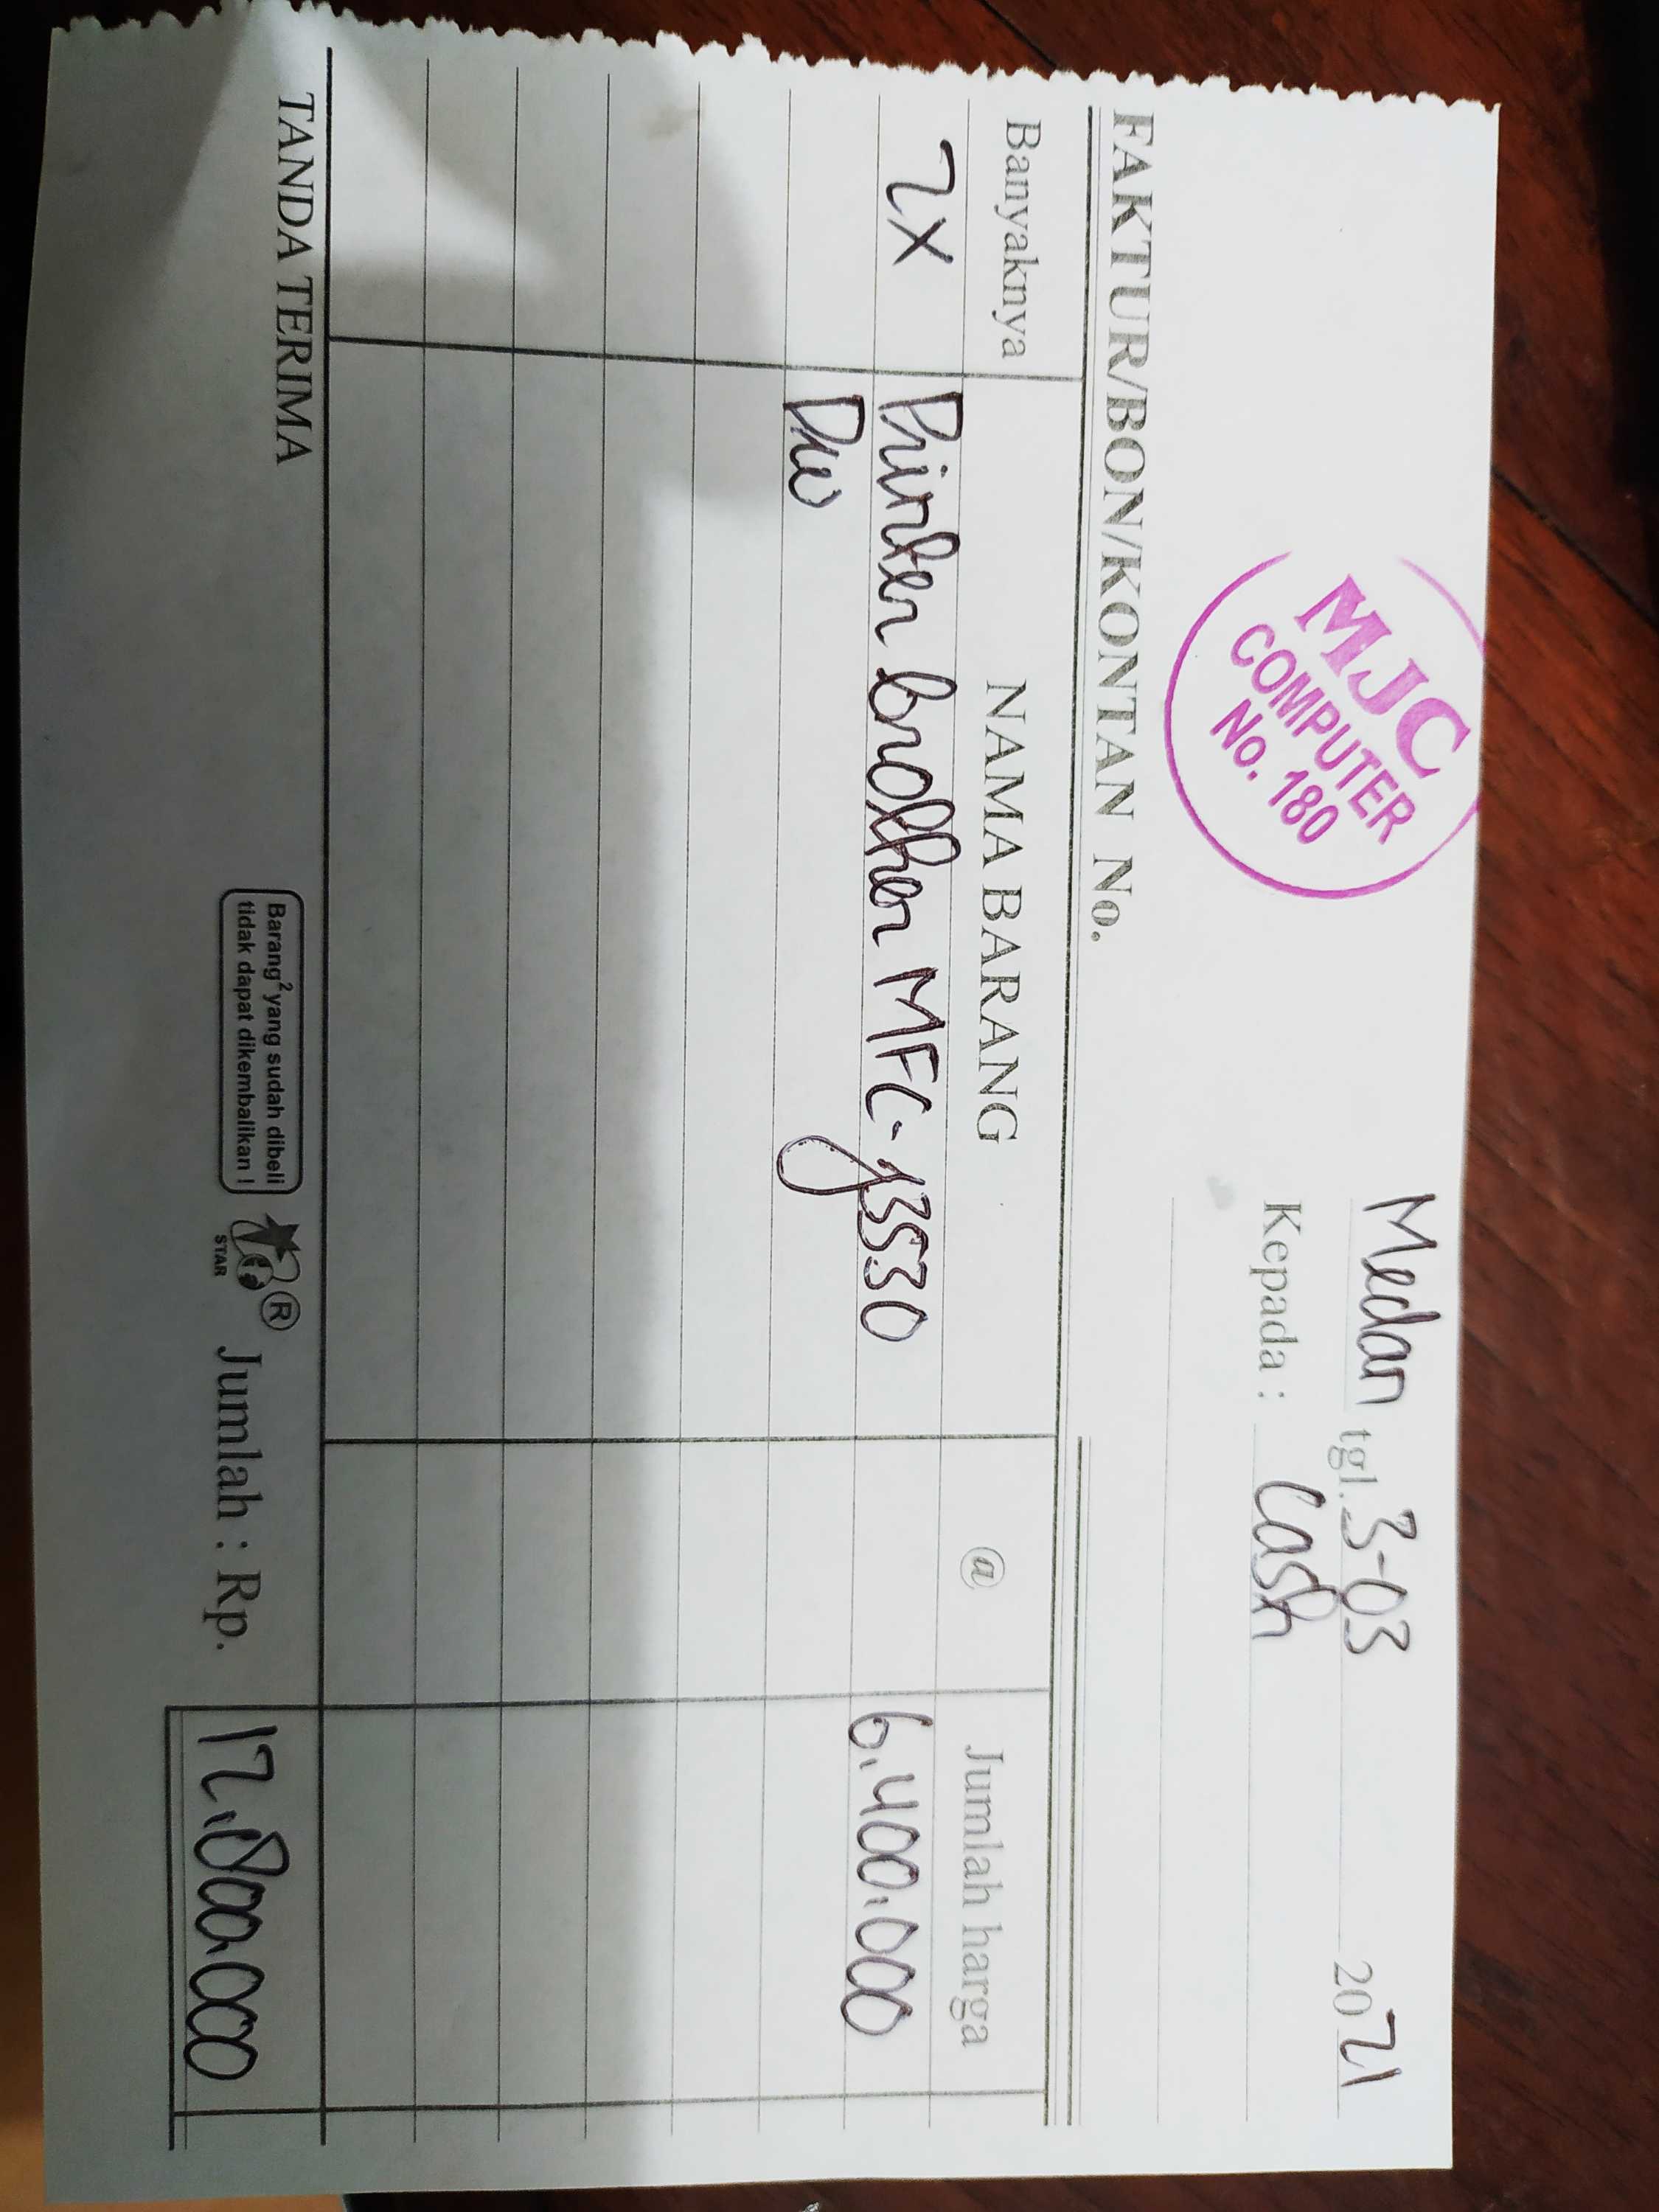 MJC
COMPUTER
No. 180
Medan tgl. 3-03 2021
Kepada : Cash
FAKTUR/BON/KONTAN No.
Banyaknya NAMA BARANG @ Jumlah harga
2X Printer brother MFC-J3530 6.400.000
DW
TANDA TERIMA
Barang² yang sudah dibeli
tidak dapat dikembalikan !
STAR ®
Jumlah : Rp. 12.800.000